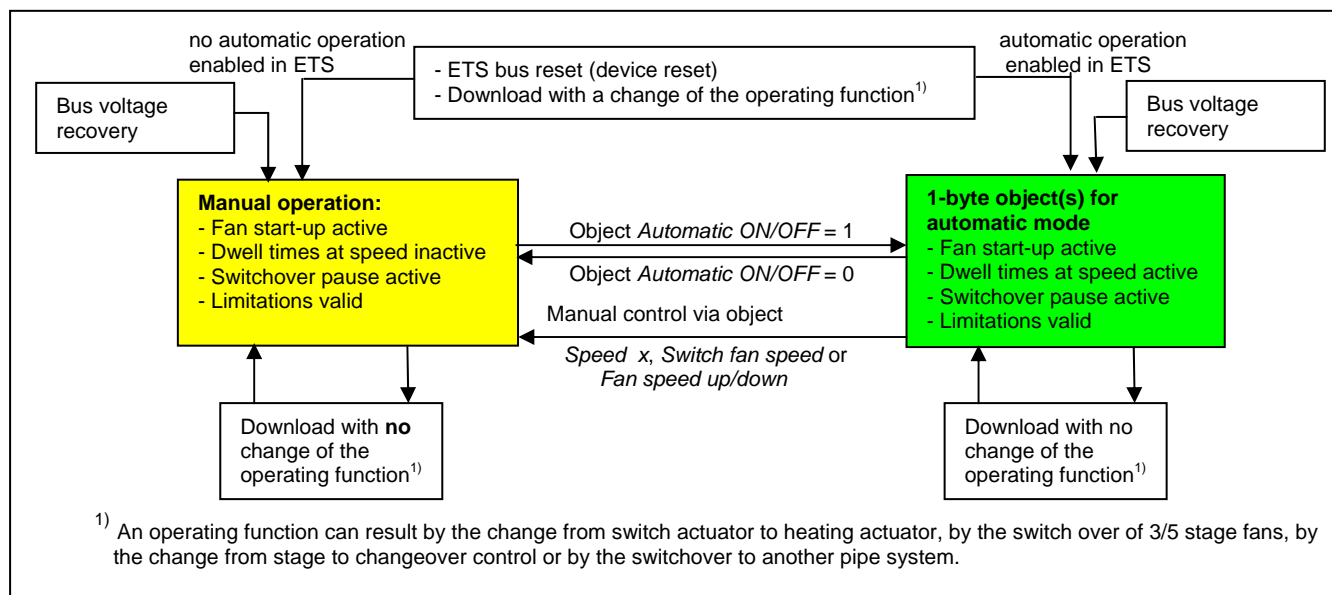 no automatic operation
enabled in ETS
- ETS bus reset (device reset)
- Download with a change of the operating function1)
automatic operation
enabled in ETS
Bus voltage
recovery
Bus voltage
recovery
Manual operation:
- Fan start-up active
- Dwell times at speed inactive
- Switchover pause active
- Limitations valid
Object Automatic ON/OFF = 1
Object Automatic ON/OFF = 0
Manual control via object
Speed x, Switch fan speed or
Fan speed up/down
1-byte object(s) for
automatic mode
- Fan start-up active
- Dwell times at speed active
- Switchover pause active
- Limitations valid
Download with no
change of the
operating function1)
Download with no
change of the
operating function1)
1) An operating function can result by the change from switch actuator to heating actuator, by the switch over of 3/5 stage fans, by
the change from stage to changeover control or by the switchover to another pipe system.